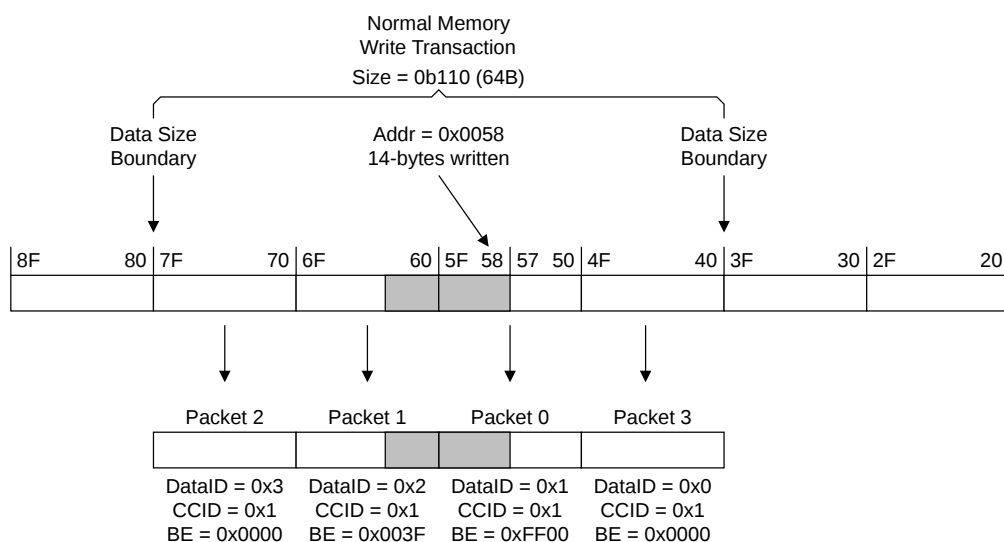 Normal Memory
Write Transaction
Size = 0b110 (64B)
Data Size
Boundary
Addr = 0x0058
14-bytes written
Data Size
Boundary
8F 80 7F 70 6F 60 5F 58 57 50 4F 40 3F 30 2F 20
Packet 2 Packet 1 Packet 0 Packet 3
DataID = 0x3 DataID = 0x2 DataID = 0x1 DataID = 0x0
CCID = 0x1 CCID = 0x1 CCID = 0x1 CCID = 0x1
BE = 0x0000 BE = 0x003F BE = 0xFF00 BE = 0x0000